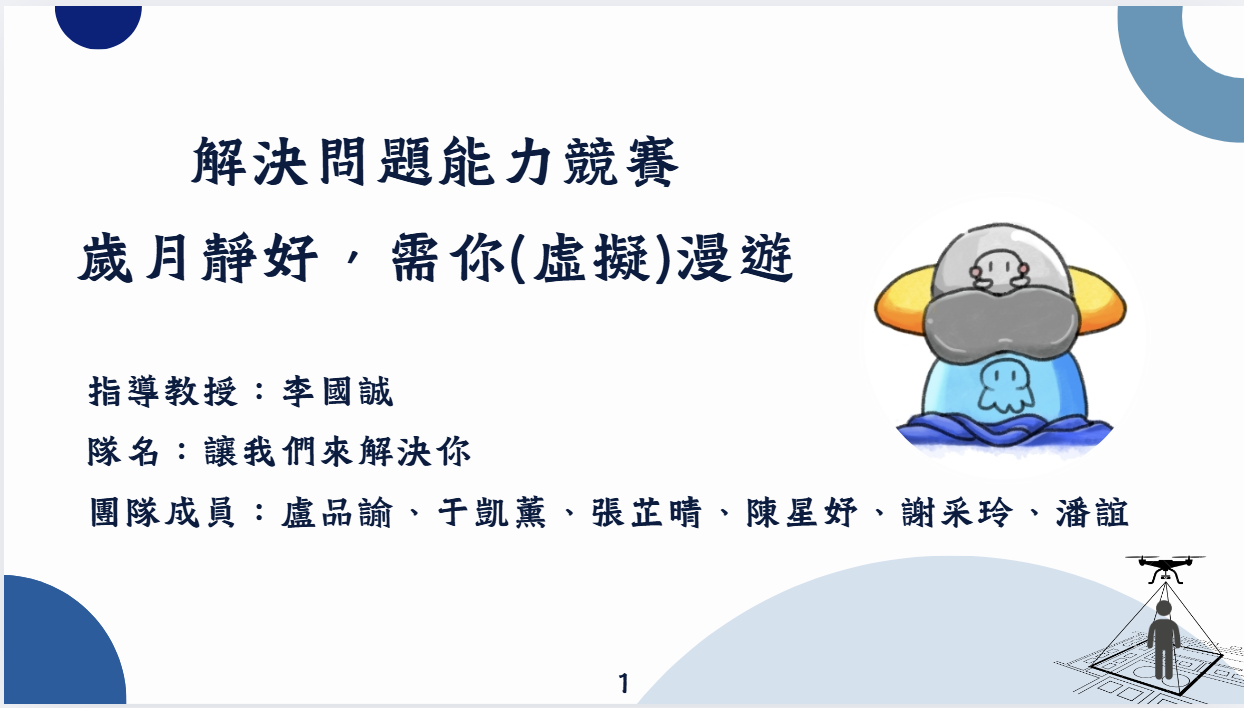 解決問題能力競賽
歲月靜好，需你(虛擬)漫遊
指導教授：李國誠
隊名：讓我們來解決你
團隊成員：盧品諭、于凱薰、張芷晴、陳星妤、謝采玲、潘誼
1